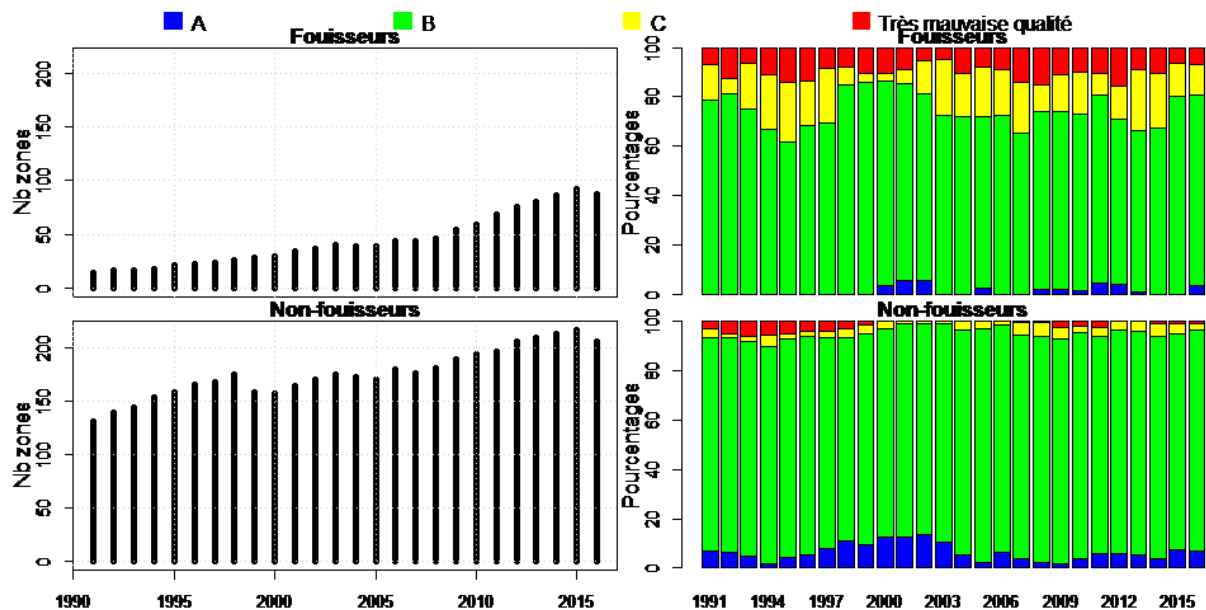 A B C Très mauvaise qualité
Fouisseurs
Nb zones
0 50 100 150 200
Fouisseurs
Pourcentages
0 20 40 60 80 100
Non-fouisseurs
Nb zones
0 50 100 150 200
1990 1995 2000 2005 2010 2015
Non-fouisseurs
Pourcentages
0 20 40 60 80 100
1991 1994 1997 2000 2003 2006 2009 2012 2015